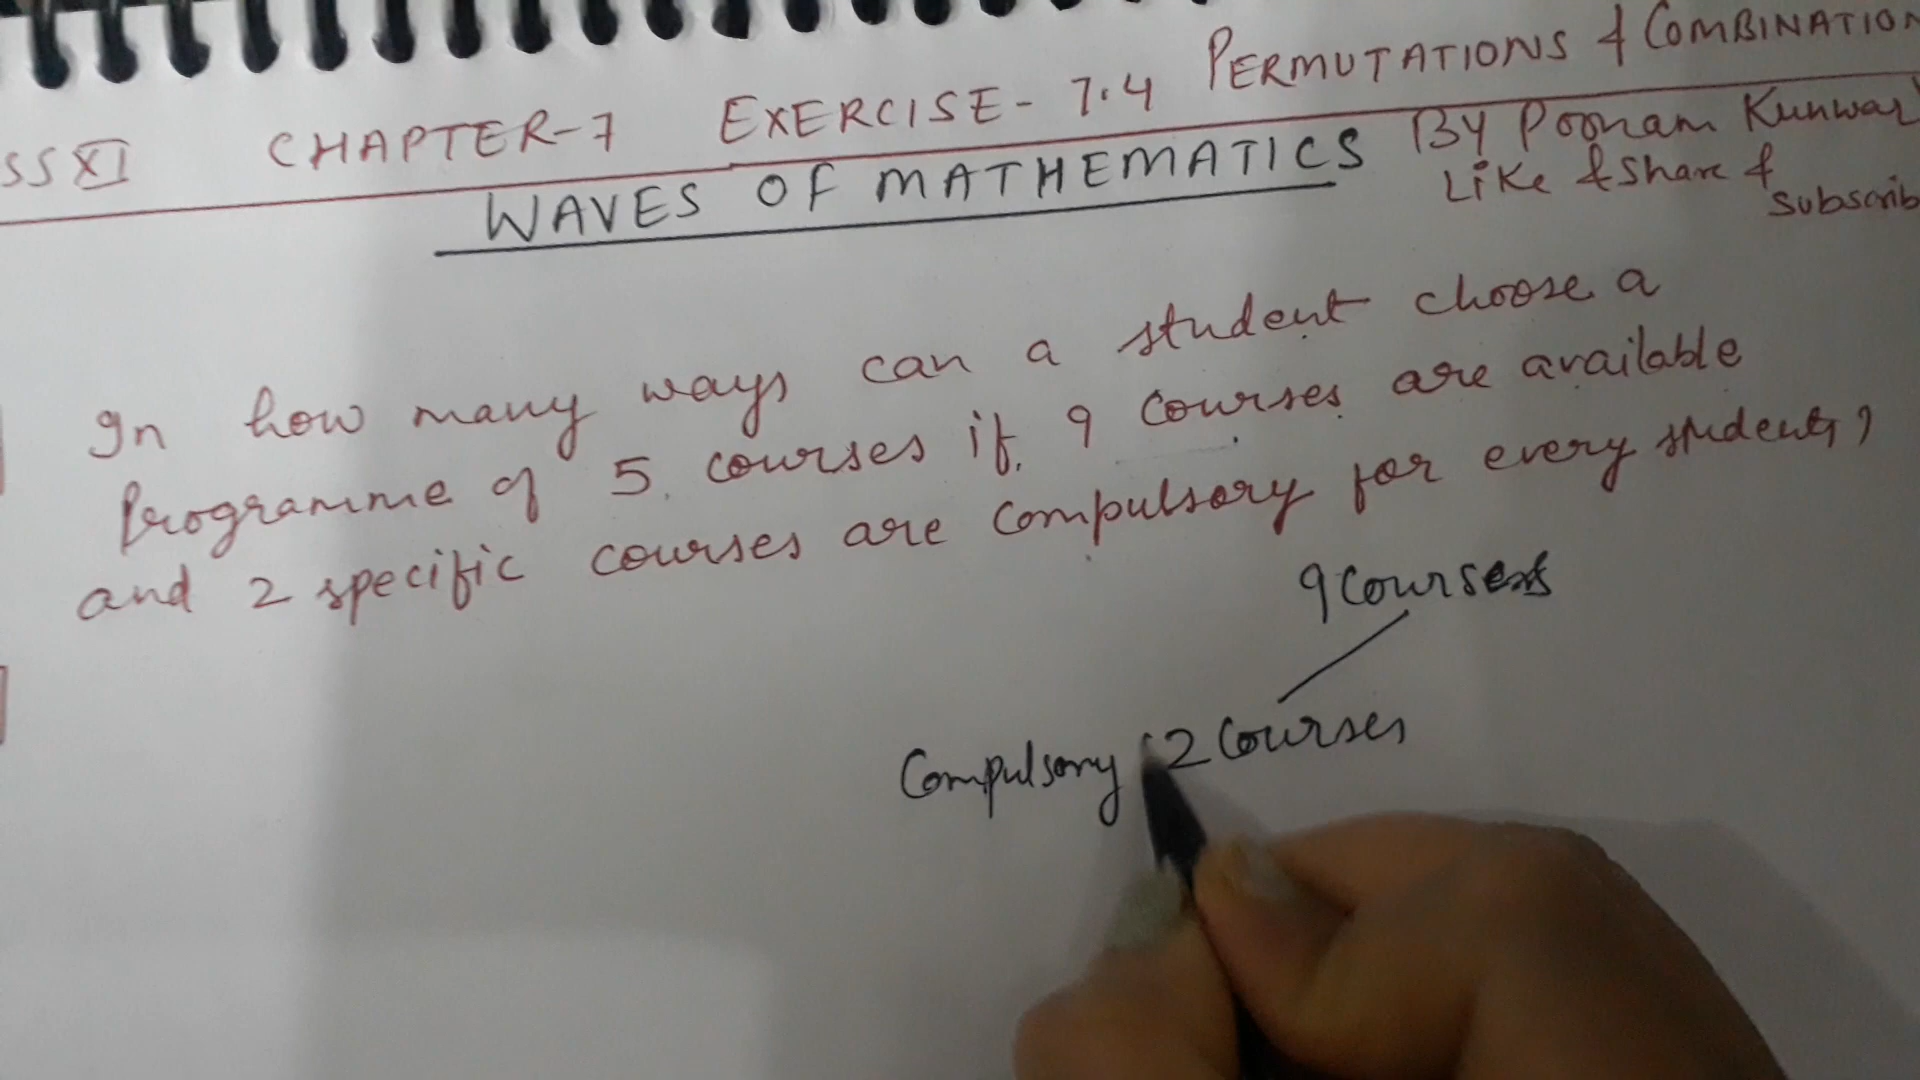 SS XI CHAPTER-7 EXERCISE-7.4 PERMUTATIONS & COMBINATION
WAVES OF MATHEMATICS By Poonam Kunwar
Like & Share &
Subscrib
In how many ways can a student choose a
Programme of 5 courses if 9 courses are available
and 2 specific courses are compulsory for every student?
9 courses
Compulsory 2 Courses